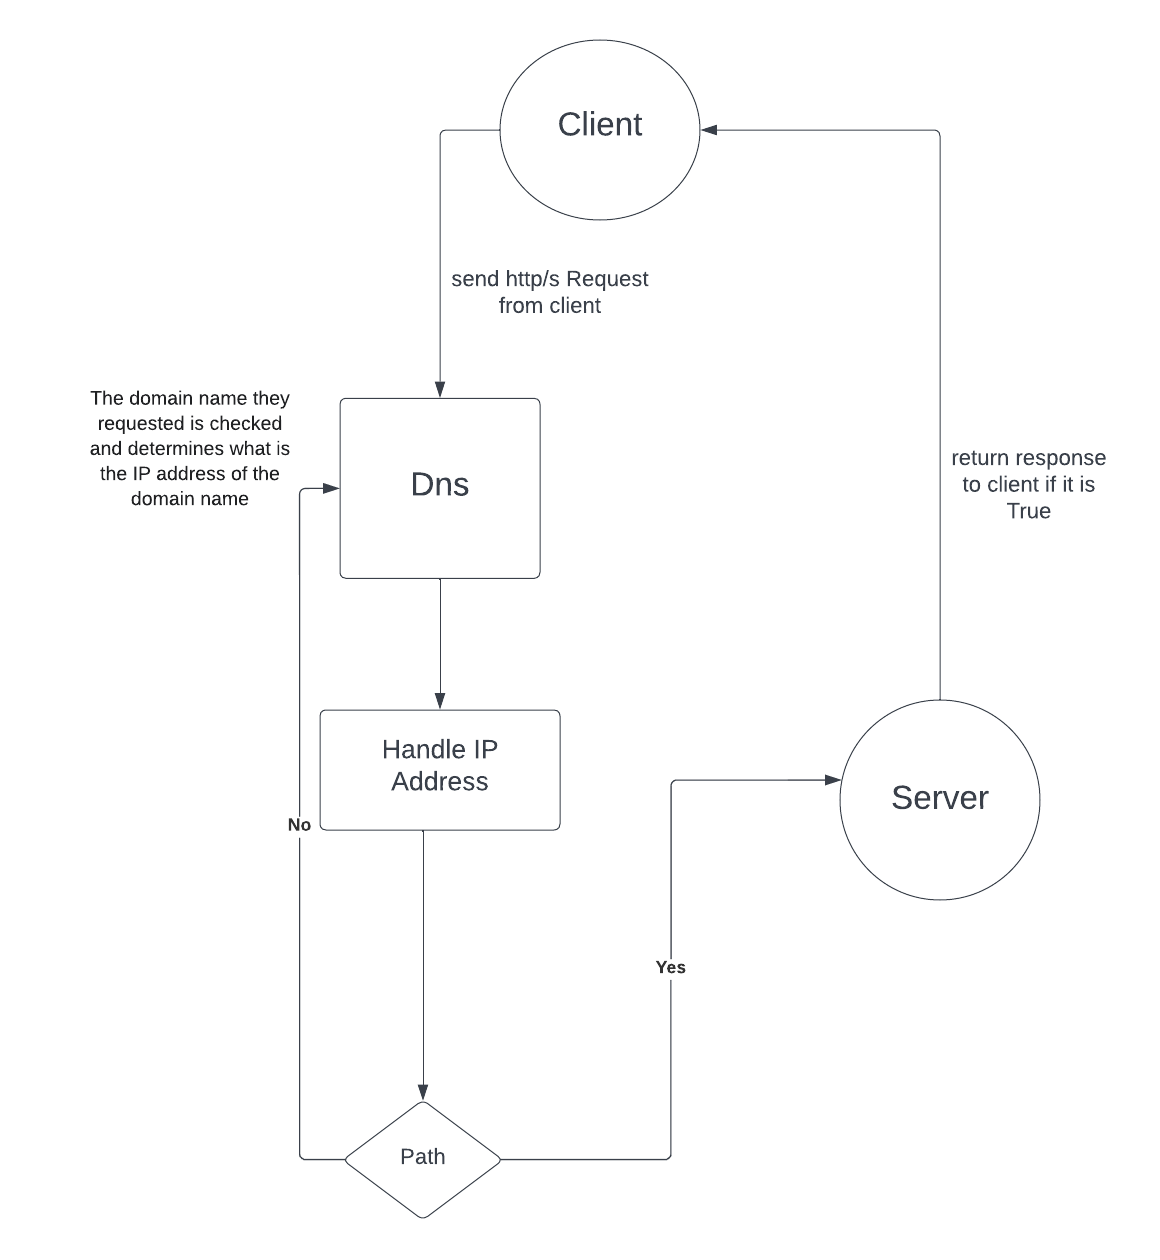 Client
send http/s Request
from client
The domain name they
requested is checked
and determines what is
the IP address of the
domain name
Dns
return response
to client if it is
True
Handle IP
Address
Server
No
Yes
Path